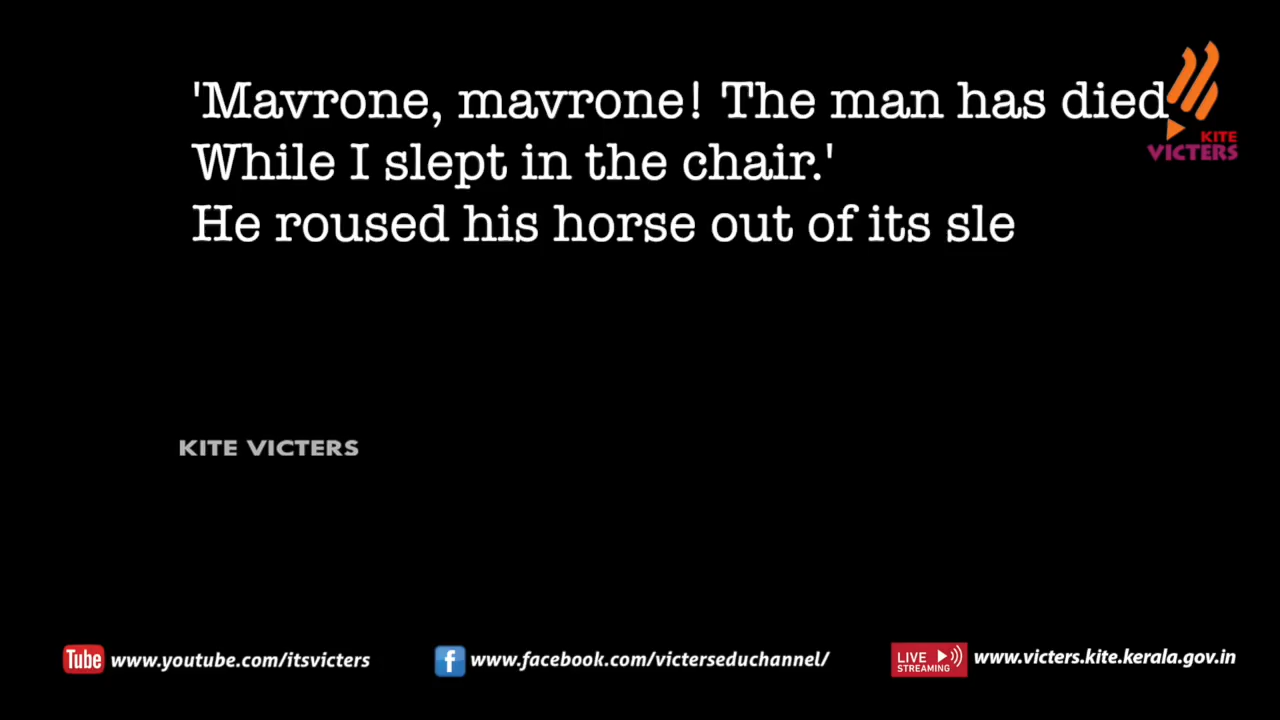 'Mavrone, mavrone! The man has died
While I slept in the chair.'
He roused his horse out of its sle
KITE
VICTERS
KITE VICTERS
Tube www.youtube.com/itsvicters
f www.facebook.com/victerseduchannel/
LIVE STREAMING www.victers.kite.kerala.gov.in